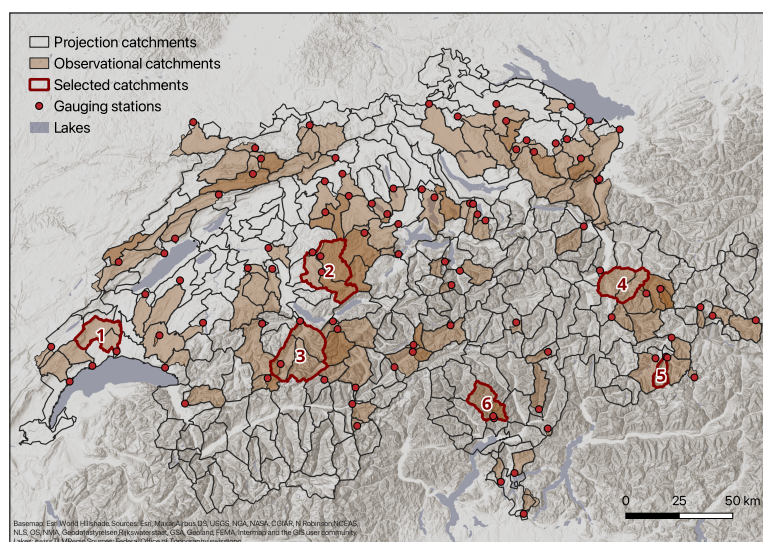 Projection catchments
Observational catchments
Selected catchments
Gauging stations
Lakes
1
2
3
4
5
6
0 25 50 km
Basemap: Esri World Hillshade. Sources: Esri, Maxar, Airbus DS, USGS, NGA, NASA, CGIAR, N Robinson, NCEAS,
NLS, OS, NMA, Geodatastyrelsen, Rijkswaterstaat, GSA, Geoland, FEMA, Intermap and the GIS user community.